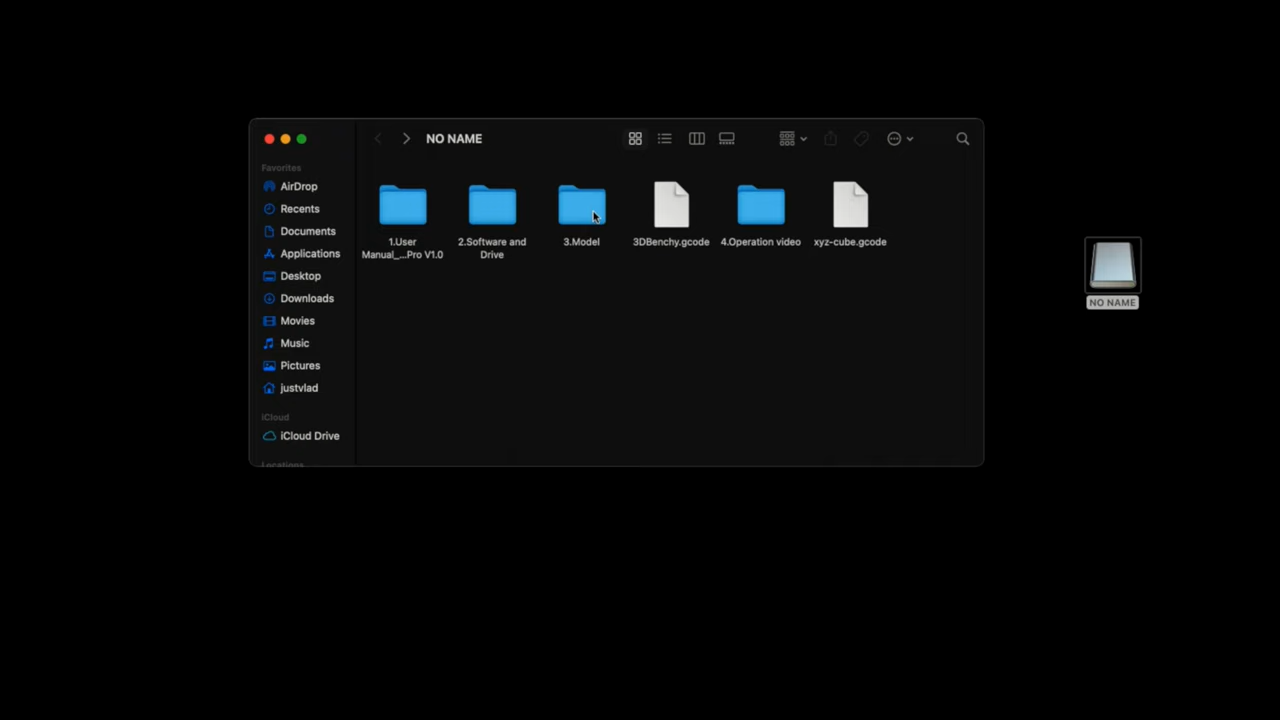 NO NAME
Favorites
AirDrop
Recents
Documents
Applications
Desktop
Downloads
Movies
Music
Pictures
justvlad
iCloud
iCloud Drive
Locations
1.User
Manual_...Pro V1.0
2.Software and
Drive
3.Model
3DBenchy.gcode
4.Operation video
xyz-cube.gcode
NO NAME